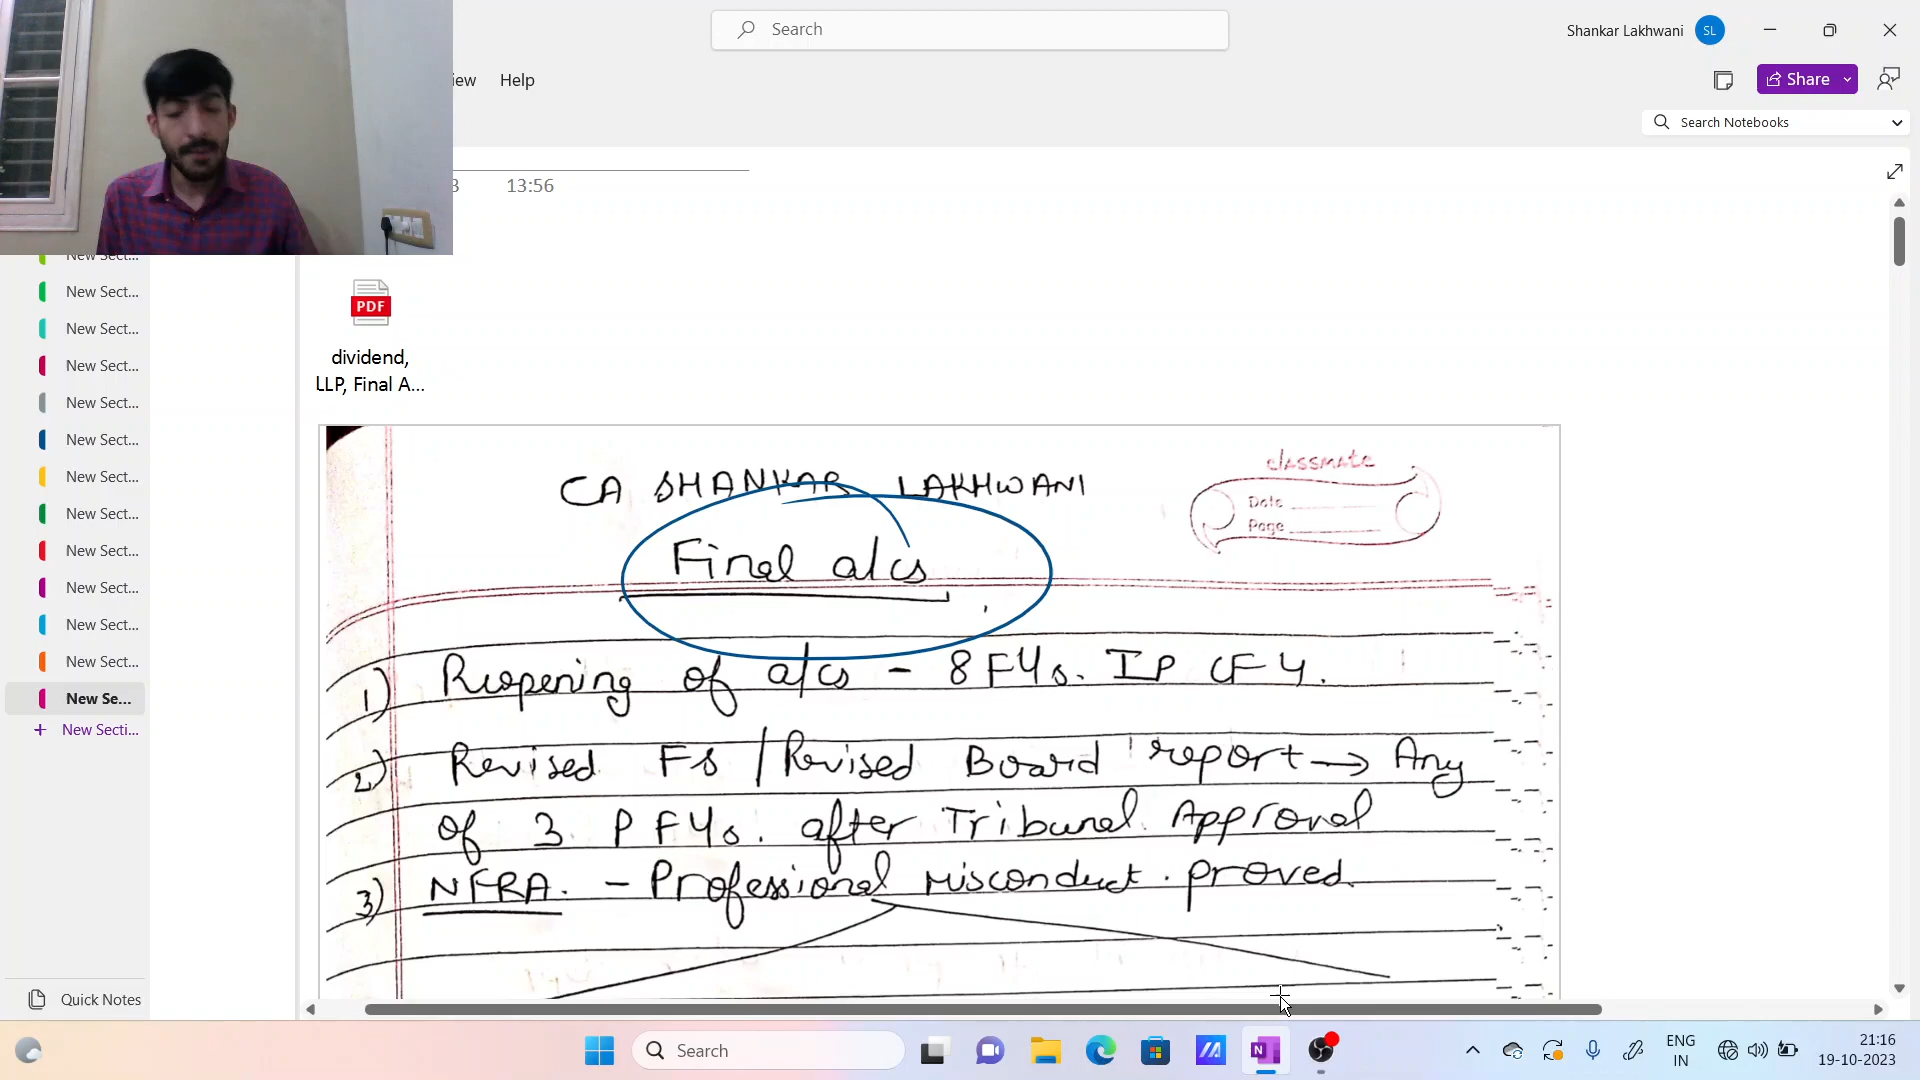 Search
Shankar Lakhwani
SL
iew
Help
Share
Search Notebooks
3 13:56
New Sect...
New Sect...
New Sect...
New Sect...
New Sect...
New Sect...
New Sect...
New Sect...
New Sect...
New Sect...
New Sect...
New Sect...
New Se...
New Secti...
Quick Notes
PDF
dividend,
LLP, Final A...
CA SHANKAR LAKHWANI
classmate
Date
Page
Final a/cs
1) Reopening of a/cs - 8 FYs. IP CFY.
2) Revised FS / Revised Board report → Any
of 3 PFYs. after Tribunal Approval
3) NFRA. - Professional misconduct. proved.
Search
N
ENG
IN
21:16
19-10-2023